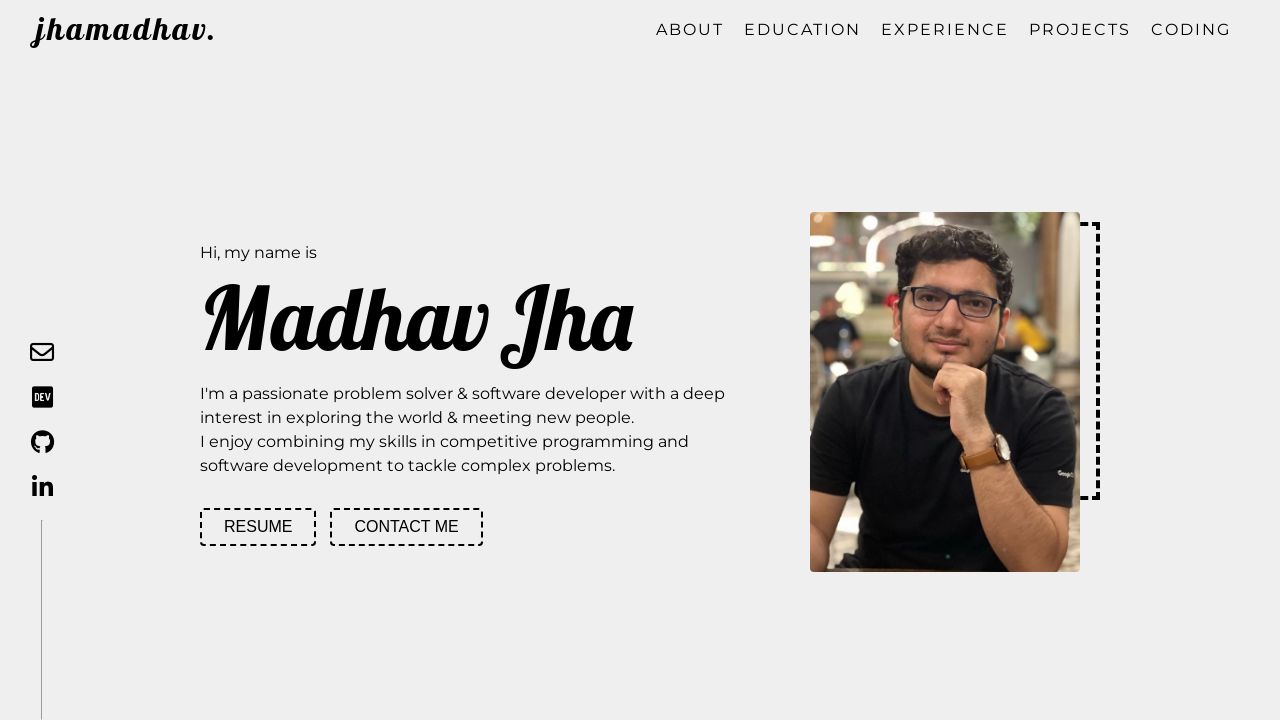 jhamadhav.
ABOUT EDUCATION EXPERIENCE PROJECTS CODING
Hi, my name is
Madhav Jha
I'm a passionate problem solver & software developer with a deep
interest in exploring the world & meeting new people.
I enjoy combining my skills in competitive programming and
software development to tackle complex problems.
RESUME CONTACT ME
DEV
in